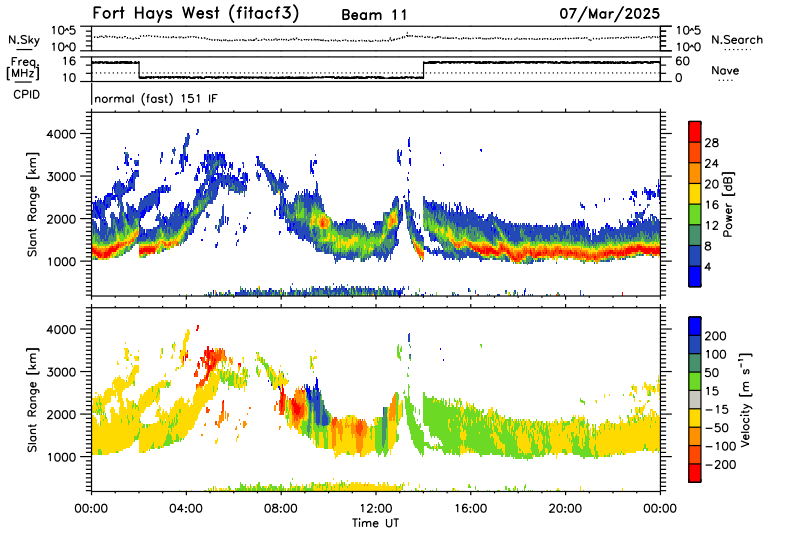 Fort Hays West (fitacf3) Beam 11 07/Mar/2025
N.Sky 10^5 10^0 10^5 10^0 N.Search
Freq. [MHz] 16 10 60 0 Nave
CPID normal (fast) 151 IF
Slant Range [km] 4000 3000 2000 1000
Power [dB] 28 24 20 16 12 8 4
Slant Range [km] 4000 3000 2000 1000
Velocity [m s⁻¹] 200 100 50 15 −15 −50 −100 −200
00:00 04:00 08:00 12:00 16:00 20:00 00:00
Time UT